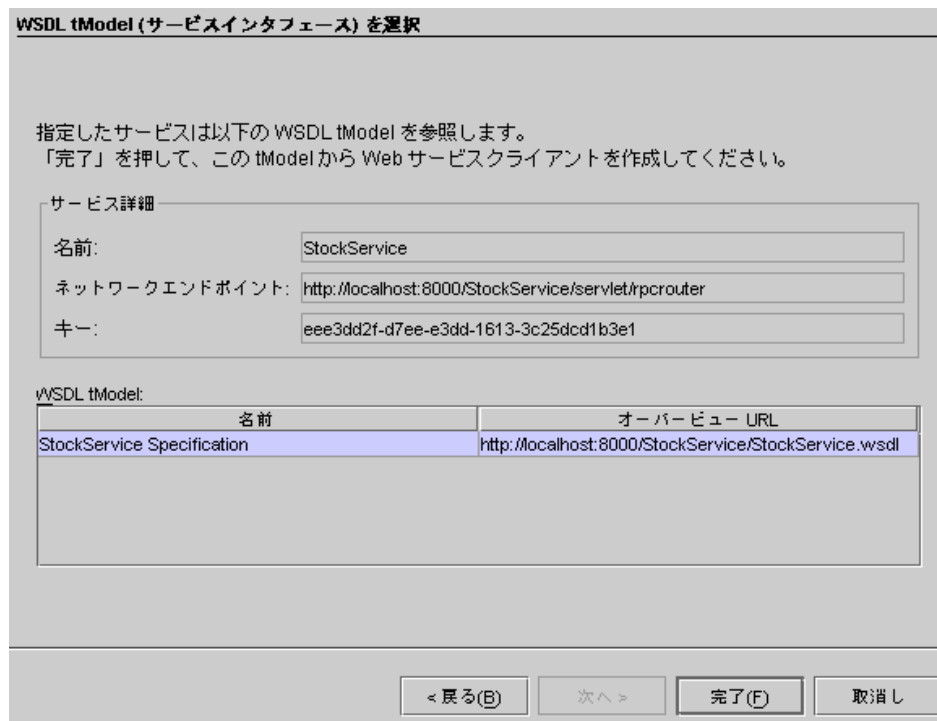 WSDL tModel (サービスインタフェース) を選択
指定したサービスは以下の WSDL tModel を参照します。
「完了」を押して、この tModel から Web サービスクライアントを作成してください。
サービス詳細
名前: StockService
ネットワークエンドポイント: http://localhost:8000/StockService/servlet/rpcrouter
キー: eee3dd2f-d7ee-e3dd-1613-3c25dcd1b3e1
WSDL tModel:
名前 オーバービュー URL
StockService Specification http://localhost:8000/StockService/StockService.wsdl
< 戻る(B) 次へ > 完了(F) 取消し